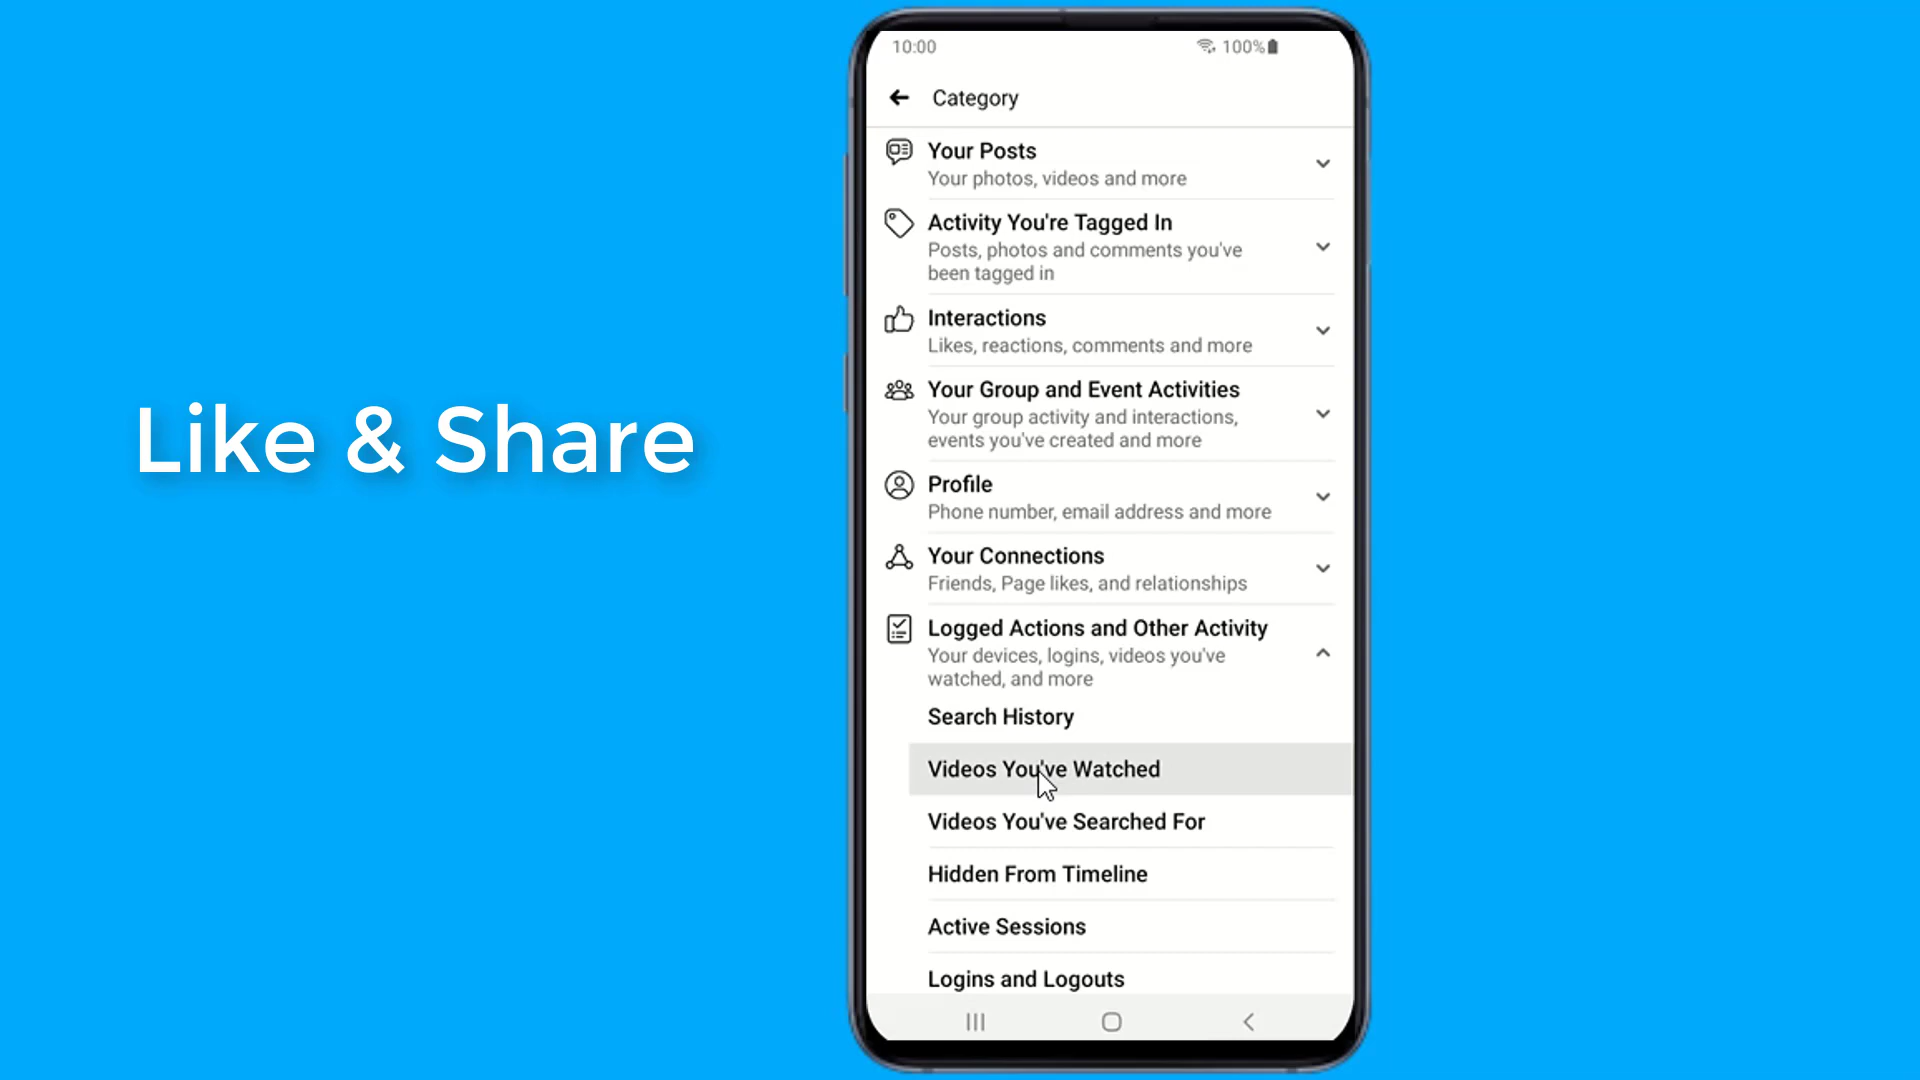 10:00
100%
Category
Your Posts
Your photos, videos and more
Activity You're Tagged In
Posts, photos and comments you've
been tagged in
Interactions
Likes, reactions, comments and more
Your Group and Event Activities
Your group activity and interactions,
events you've created and more
Like & Share
Profile
Phone number, email address and more
Your Connections
Friends, Page likes, and relationships
Logged Actions and Other Activity
Your devices, logins, videos you've
watched, and more
Search History
Videos You've Watched
Videos You've Searched For
Hidden From Timeline
Active Sessions
Logins and Logouts